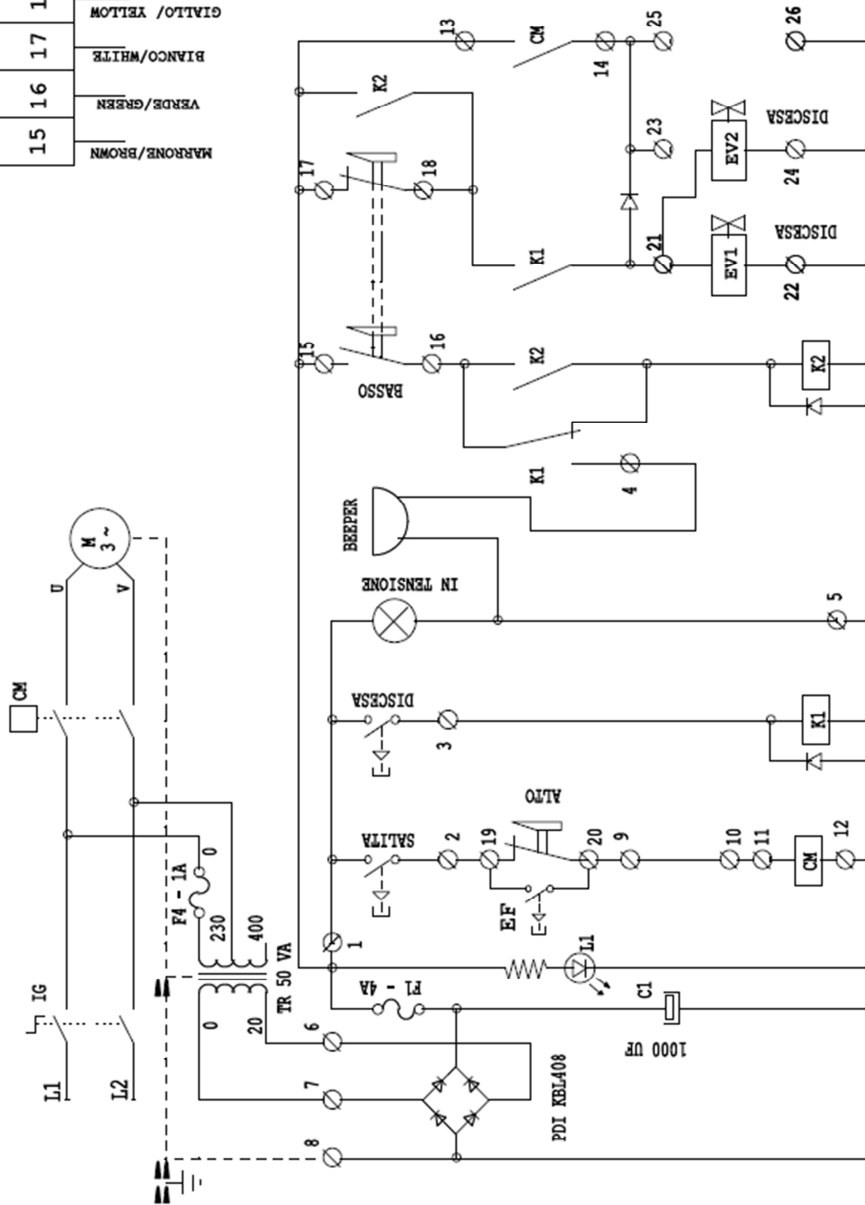 15
16
17
1
MARRONE/BROWN
VERDE/GREEN
BIANCO/WHITE
GIALLO/ YELLOW
L1
L2
IG
CM
U
V
M
3 ~
F4 - 1A
0
230
400
TR 50 VA
0
20
6
7
8
PDI KBL408
F1 - 4A
1
C1
1000 UF
L1
SALITA
2
19
EF
ALTO
20
9
10
11
CM
12
DISCESA
3
K1
IN TENSIONE
5
BEEPER
4
K1
15
BASSO
16
K2
K2
17
18
K2
K1
21
EV1
22
DISCESA
EV2
24
DISCESA
23
13
CM
14
25
26